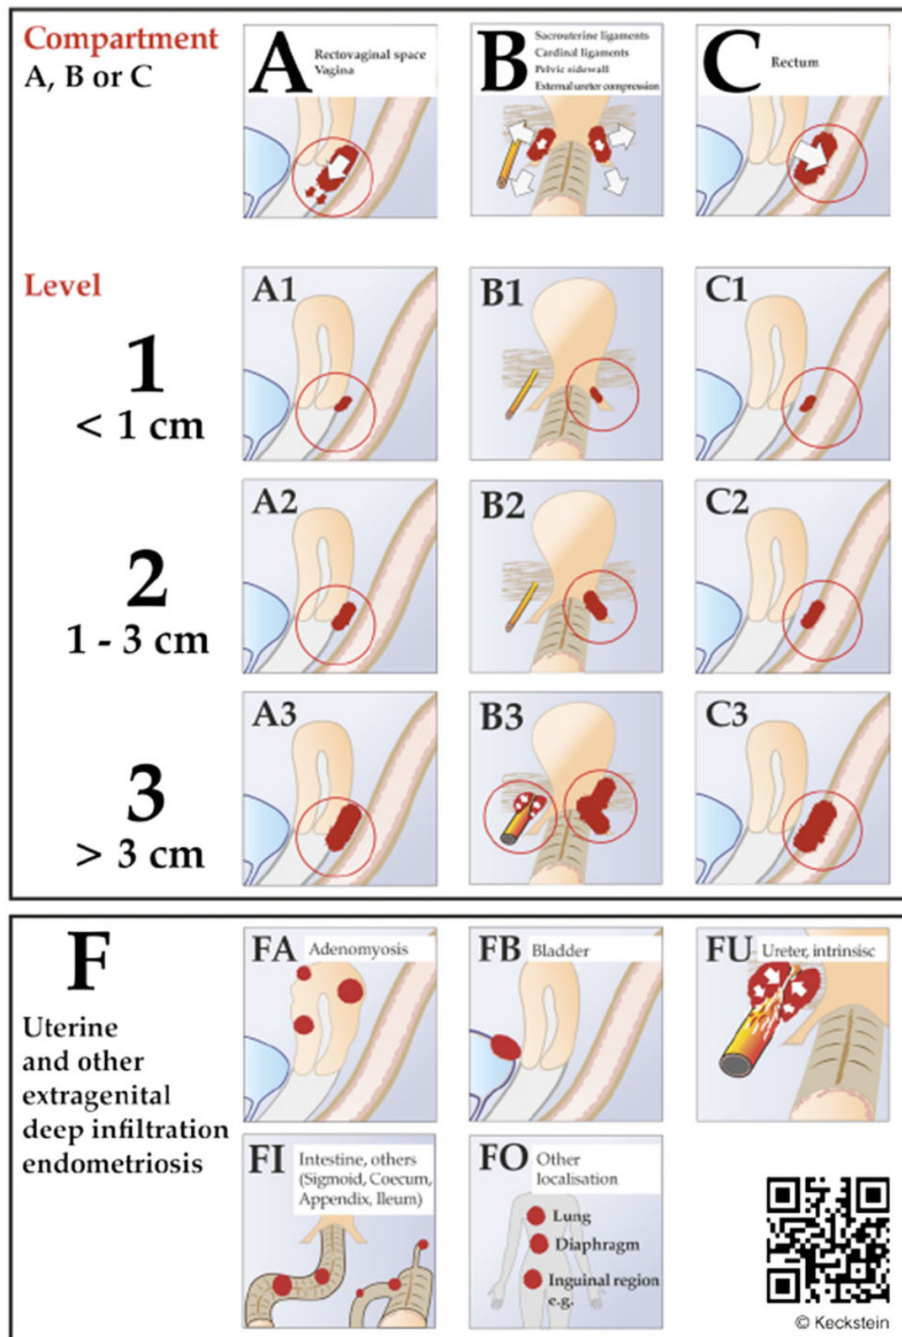 Compartment
A, B or C
A
Rectovaginal space
Vagina
B
Sacrouterine ligaments
Cardinal ligaments
Pelvic sidewall
External ureter compression
C
Rectum
Level
1
< 1 cm
A1
B1
C1
2
1 - 3 cm
A2
B2
C2
3
> 3 cm
A3
B3
C3
F
Uterine
and other
extragenital
deep infiltration
endometriosis
FA Adenomyosis
FB Bladder
FU Ureter, intrinsisc
FI Intestine, others
(Sigmoid, Coecum,
Appendix, Ileum)
FO Other
localisation
Lung
Diaphragm
Inguinal region
e.g.
© Keckstein